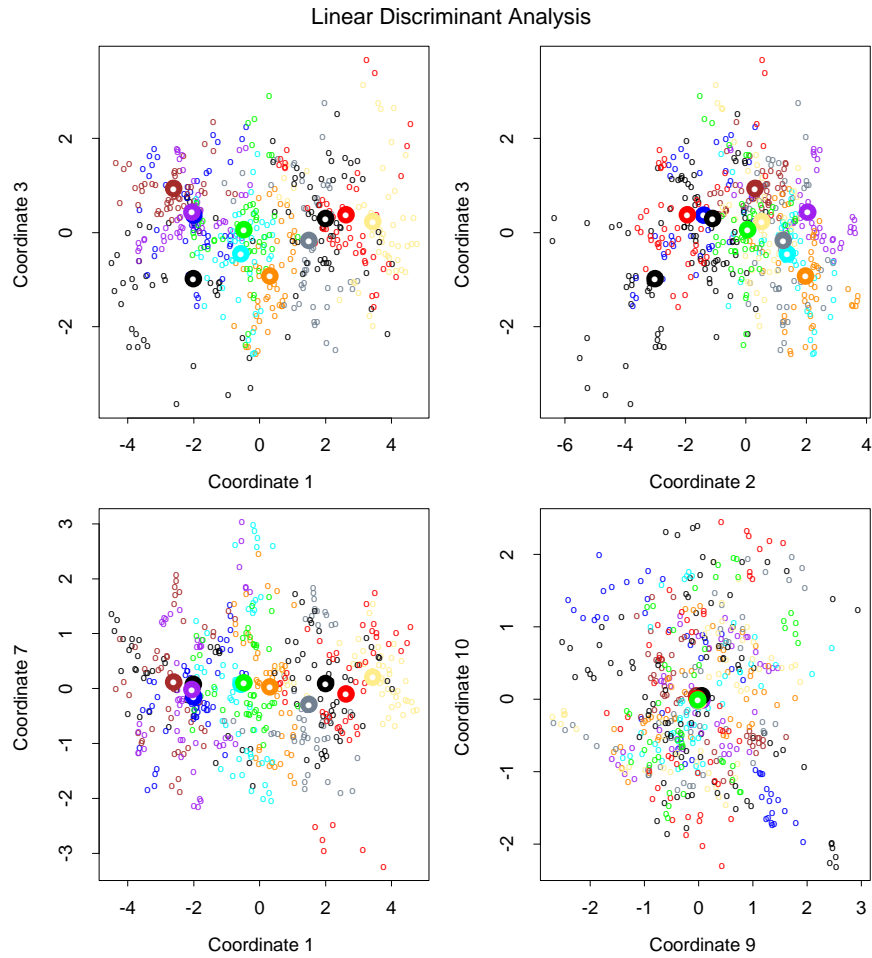 Linear Discriminant Analysis
Coordinate 3
2
0
-2
-4 -2 0 2 4
Coordinate 1
Coordinate 3
2
0
-2
-6 -4 -2 0 2 4
Coordinate 2
Coordinate 7
3
2
1
0
-1
-2
-3
-4 -2 0 2 4
Coordinate 1
Coordinate 10
2
1
0
-1
-2
-2 -1 0 1 2 3
Coordinate 9